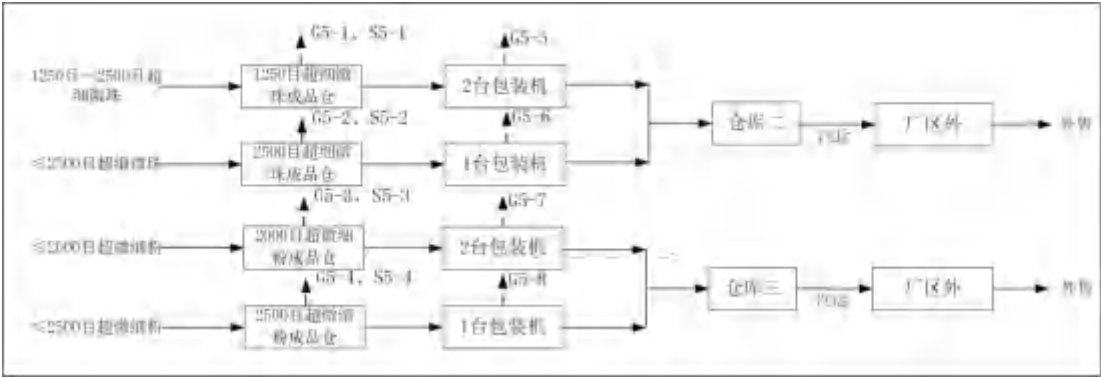 G5-1、S5-1
G5-5
1250目-2500目超
细微珠
1250目超细微
珠成品仓
2台包装机
G5-2、S5-2
G5-6
仓库二
厂区外
外售
≤2500目超细微珠
2500目超细微
珠成品仓
1台包装机
G5-3、S5-3
G5-7
≤2000目超微细粉
2000目超微细
粉成品仓
2台包装机
G5-4、S5-4
G5-8
仓库三
厂区外
外售
≤2500目超微细粉
2500目超微细
粉成品仓
1台包装机